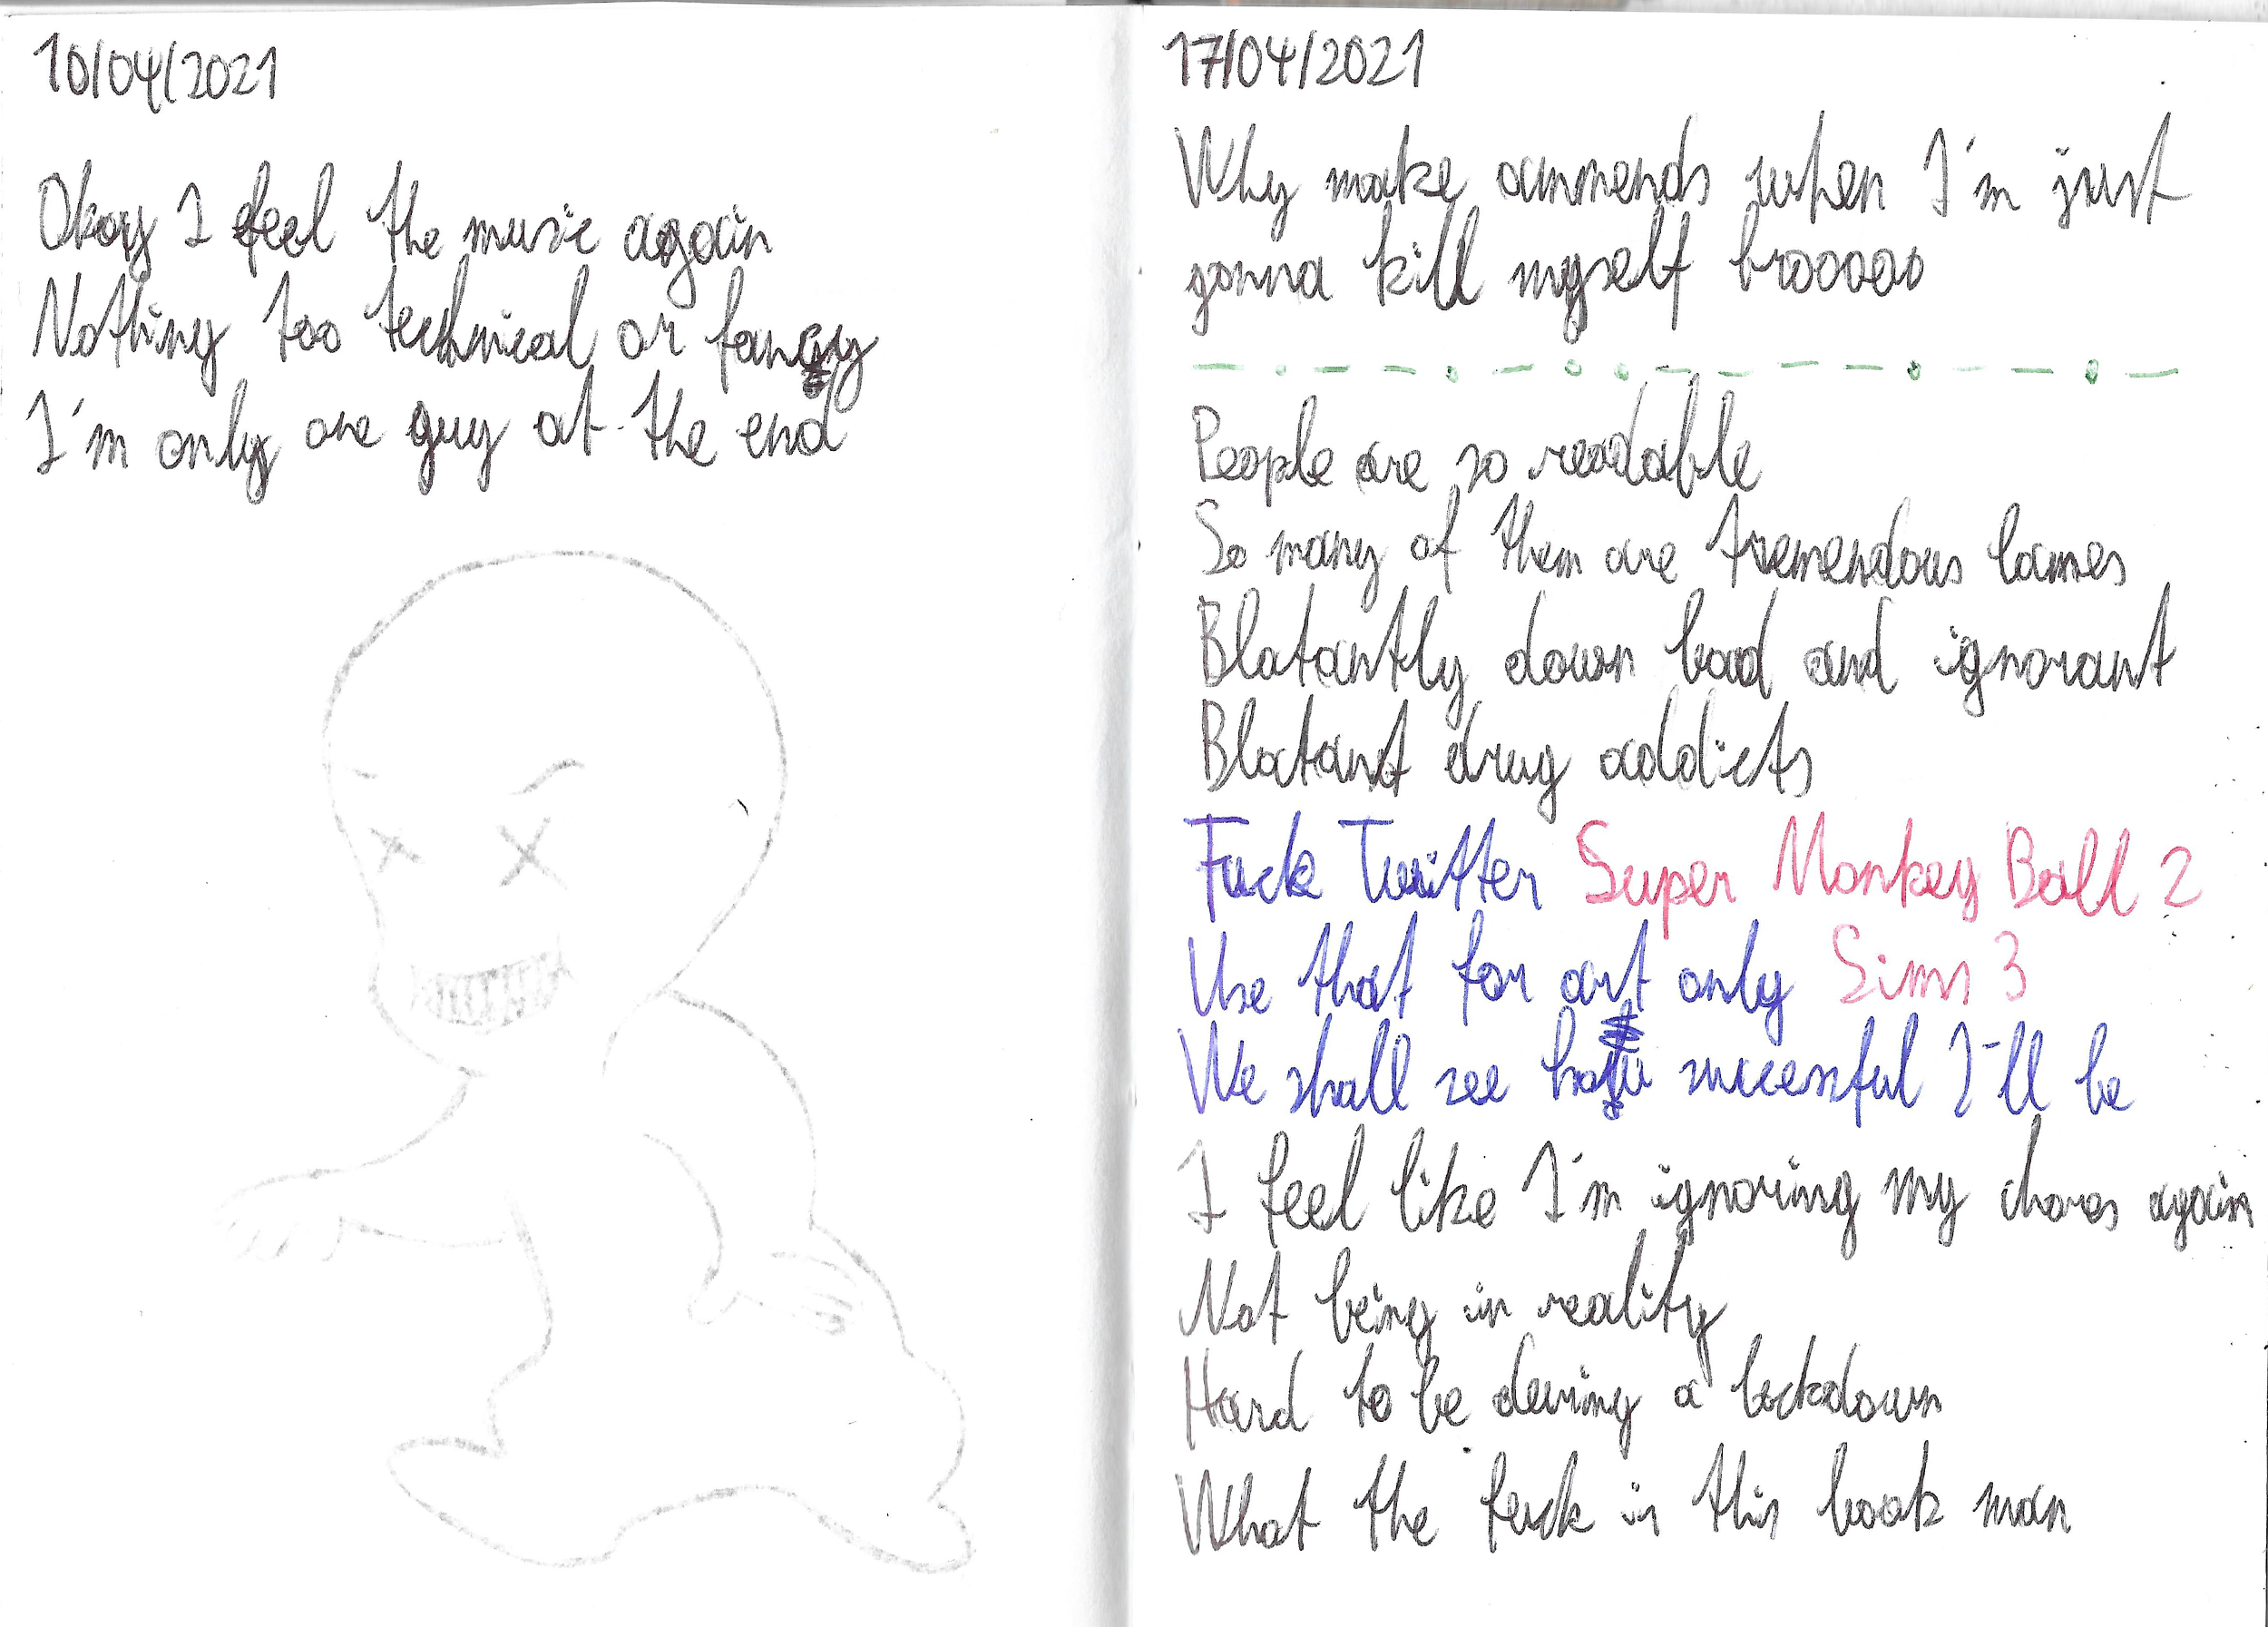 10/04/2021
Okay I feel the music again
Nothing too technical or fancy
I'm only one guy at the end
17/04/2021
Why make ammends when I'm just
gonna kill myself brooooo
People are so readable
So many of them are tremendous lames
Blatantly down bad and ignorant
Blatant drug addicts
Fuck Twitter Super Monkey Ball 2
Use that for art only Sims 3
We shall see how successful I'll be
I feel like I'm ignoring my chores again
Not being in reality
Hard to be during a lockdown
What the fuck is this book man